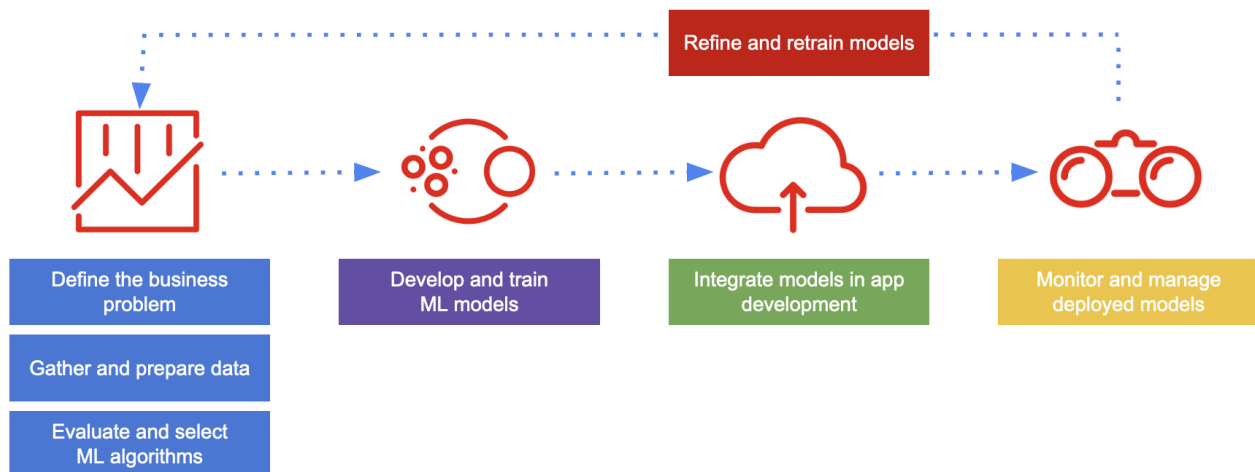 Refine and retrain models
Define the business
problem
Develop and train
ML models
Integrate models in app
development
Monitor and manage
deployed models
Gather and prepare data
Evaluate and select
ML algorithms